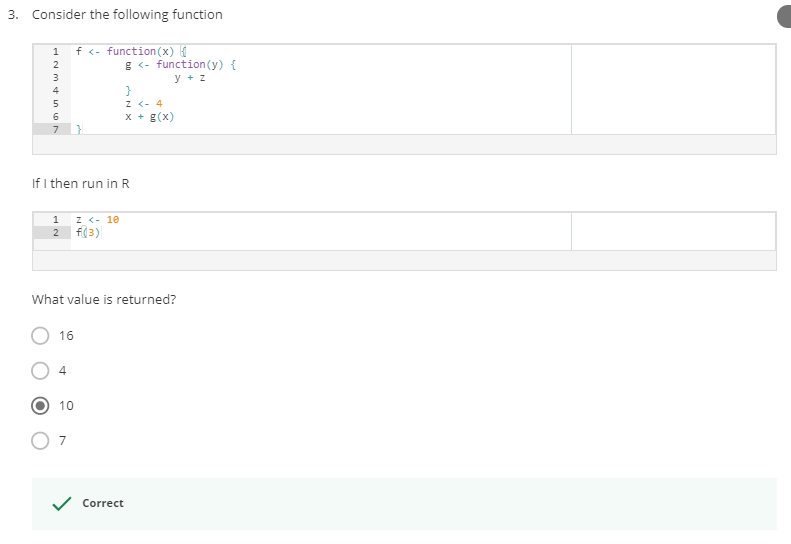 3. Consider the following function
1 f <- function(x) {
2 g <- function(y) {
3 y + z
4 }
5 z <- 4
6 x + g(x)
7 }
If I then run in R
1 z <- 10
2 f(3)
What value is returned?
16
4
10
7
Correct